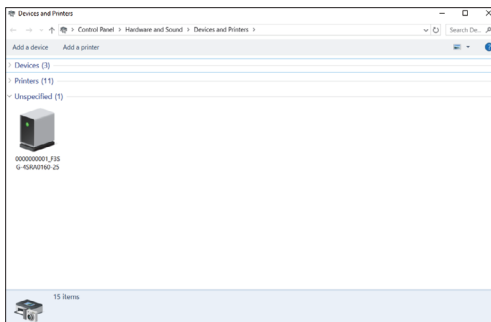 Devices and Printers
Control Panel > Hardware and Sound > Devices and Printers >
Search De...
Add a device Add a printer
Devices (3)
Printers (11)
Unspecified (1)
0000000001_F3S
G-4SRA0160-25
15 items